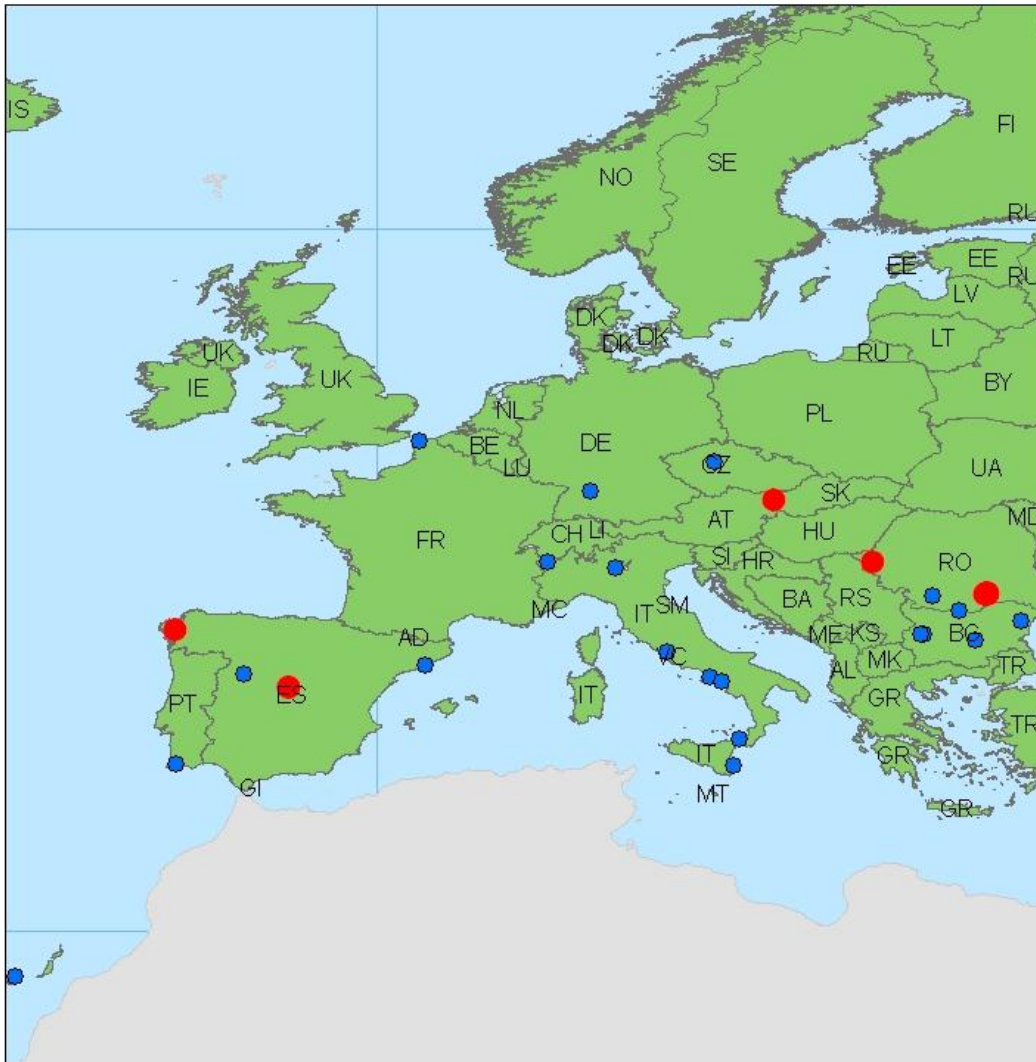 IS
FI
NO
SE
RU
EE
EE
RU
LV
DK
DK
DK
LT
UK
RU
IE
UK
BY
NL
PL
BE
DE
LU
CZ
UA
SK
MD
AT
FR
CH
LI
HU
SI
HR
RO
BA
RS
MC
IT
SM
AD
ME
KS
BG
VC
MK
TR
AL
ES
PT
IT
GR
TR
IT
GR
GI
MT
GR